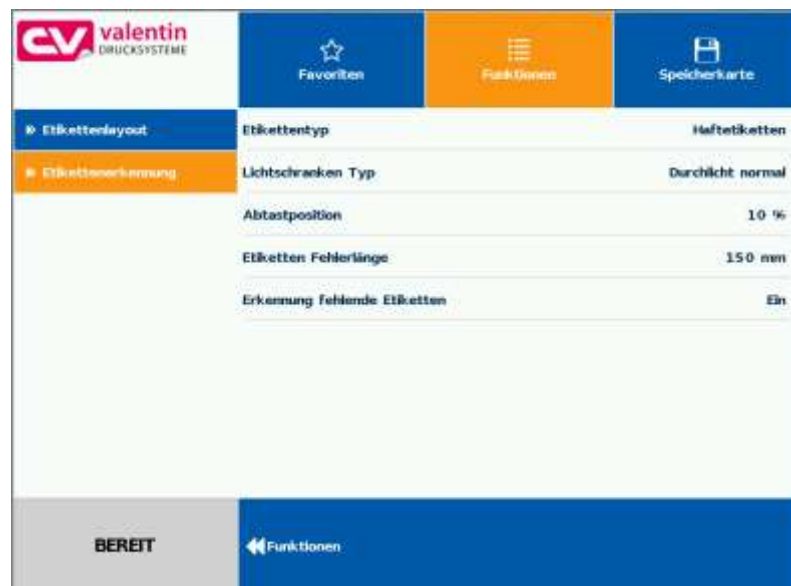 CV valentin
DRUCKSYSTEME
Favoriten
Funktionen
Speicherkarte
Etikettenlayout
Etikettenerkennung
Etikettentyp Haftetiketten
Lichtschranken Typ Durchlicht normal
Abtastposition 10 %
Etiketten Fehlerlänge 150 mm
Erkennung fehlende Etiketten Ein
BEREIT
Funktionen